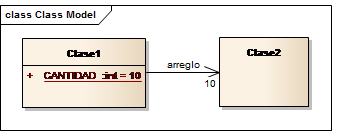 class Class Model
Clase1
+ CANTIDAD :int = 10
arreglo
10
Clase2